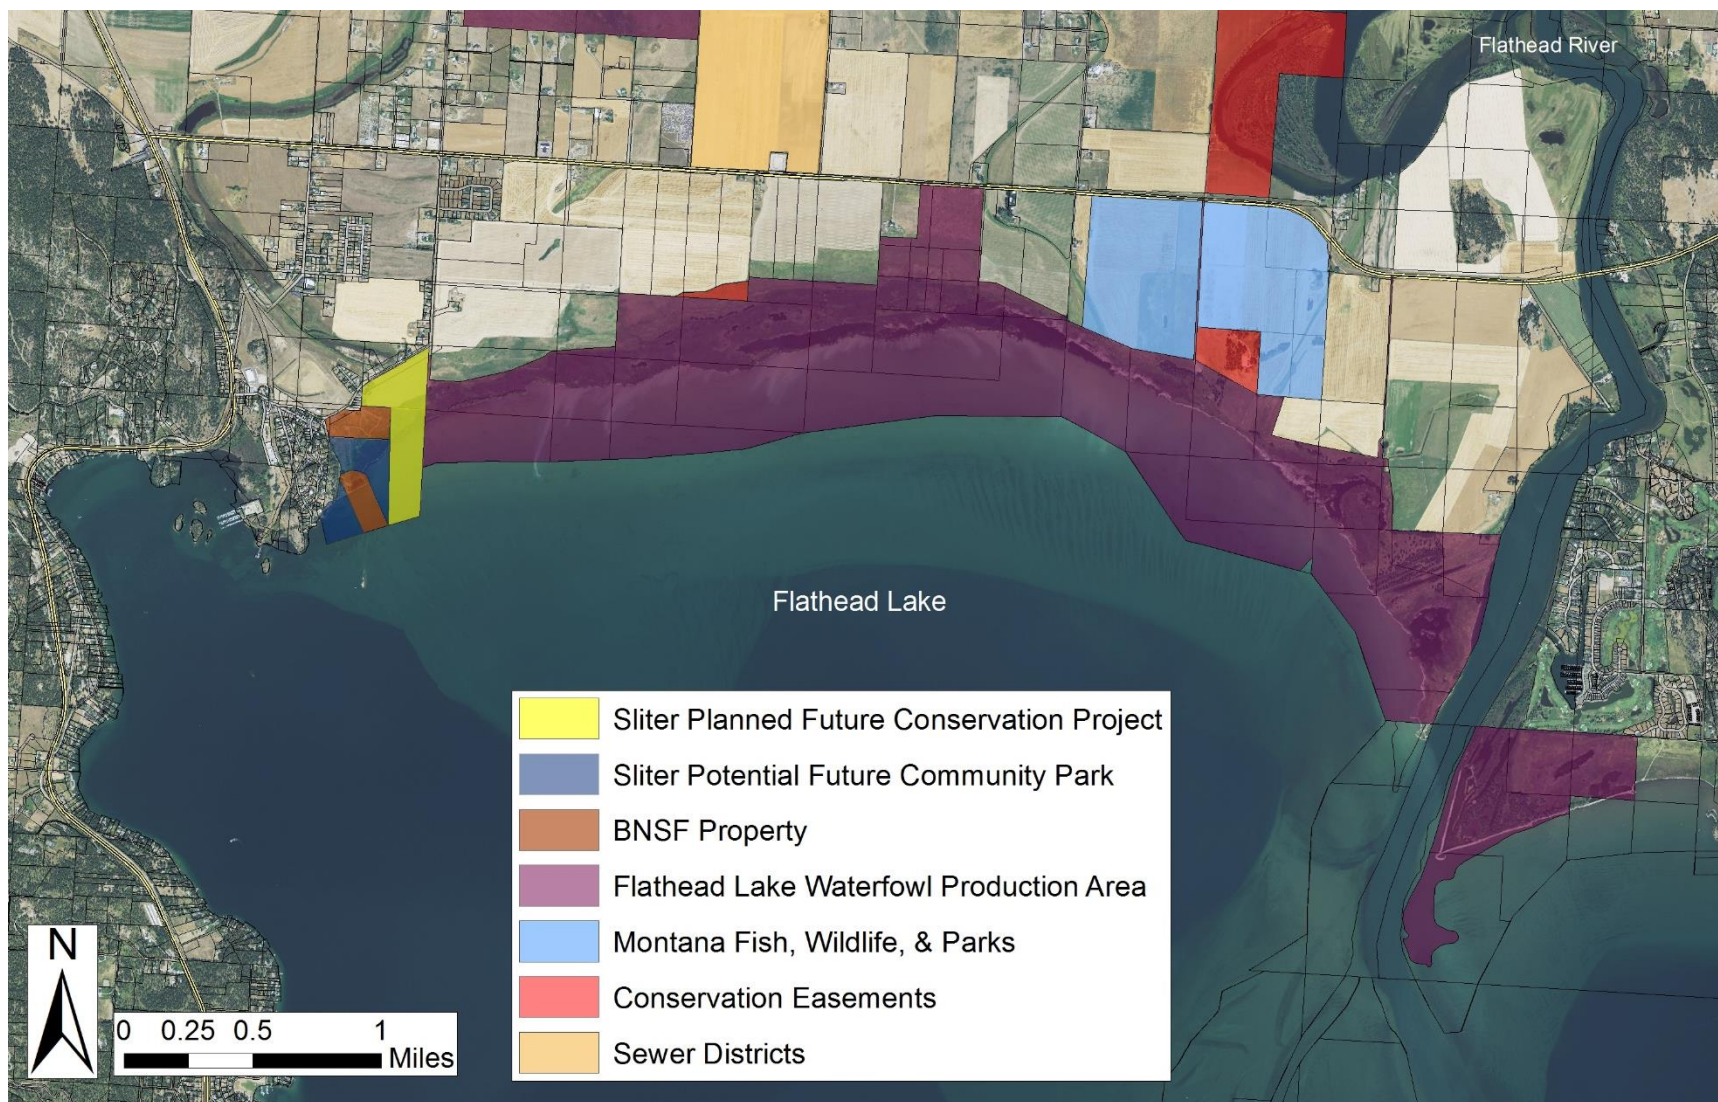 Flathead River
Flathead Lake
Sliter Planned Future Conservation Project
Sliter Potential Future Community Park
BNSF Property
Flathead Lake Waterfowl Production Area
Montana Fish, Wildlife, & Parks
Conservation Easements
Sewer Districts
N
0 0.25 0.5 1
Miles